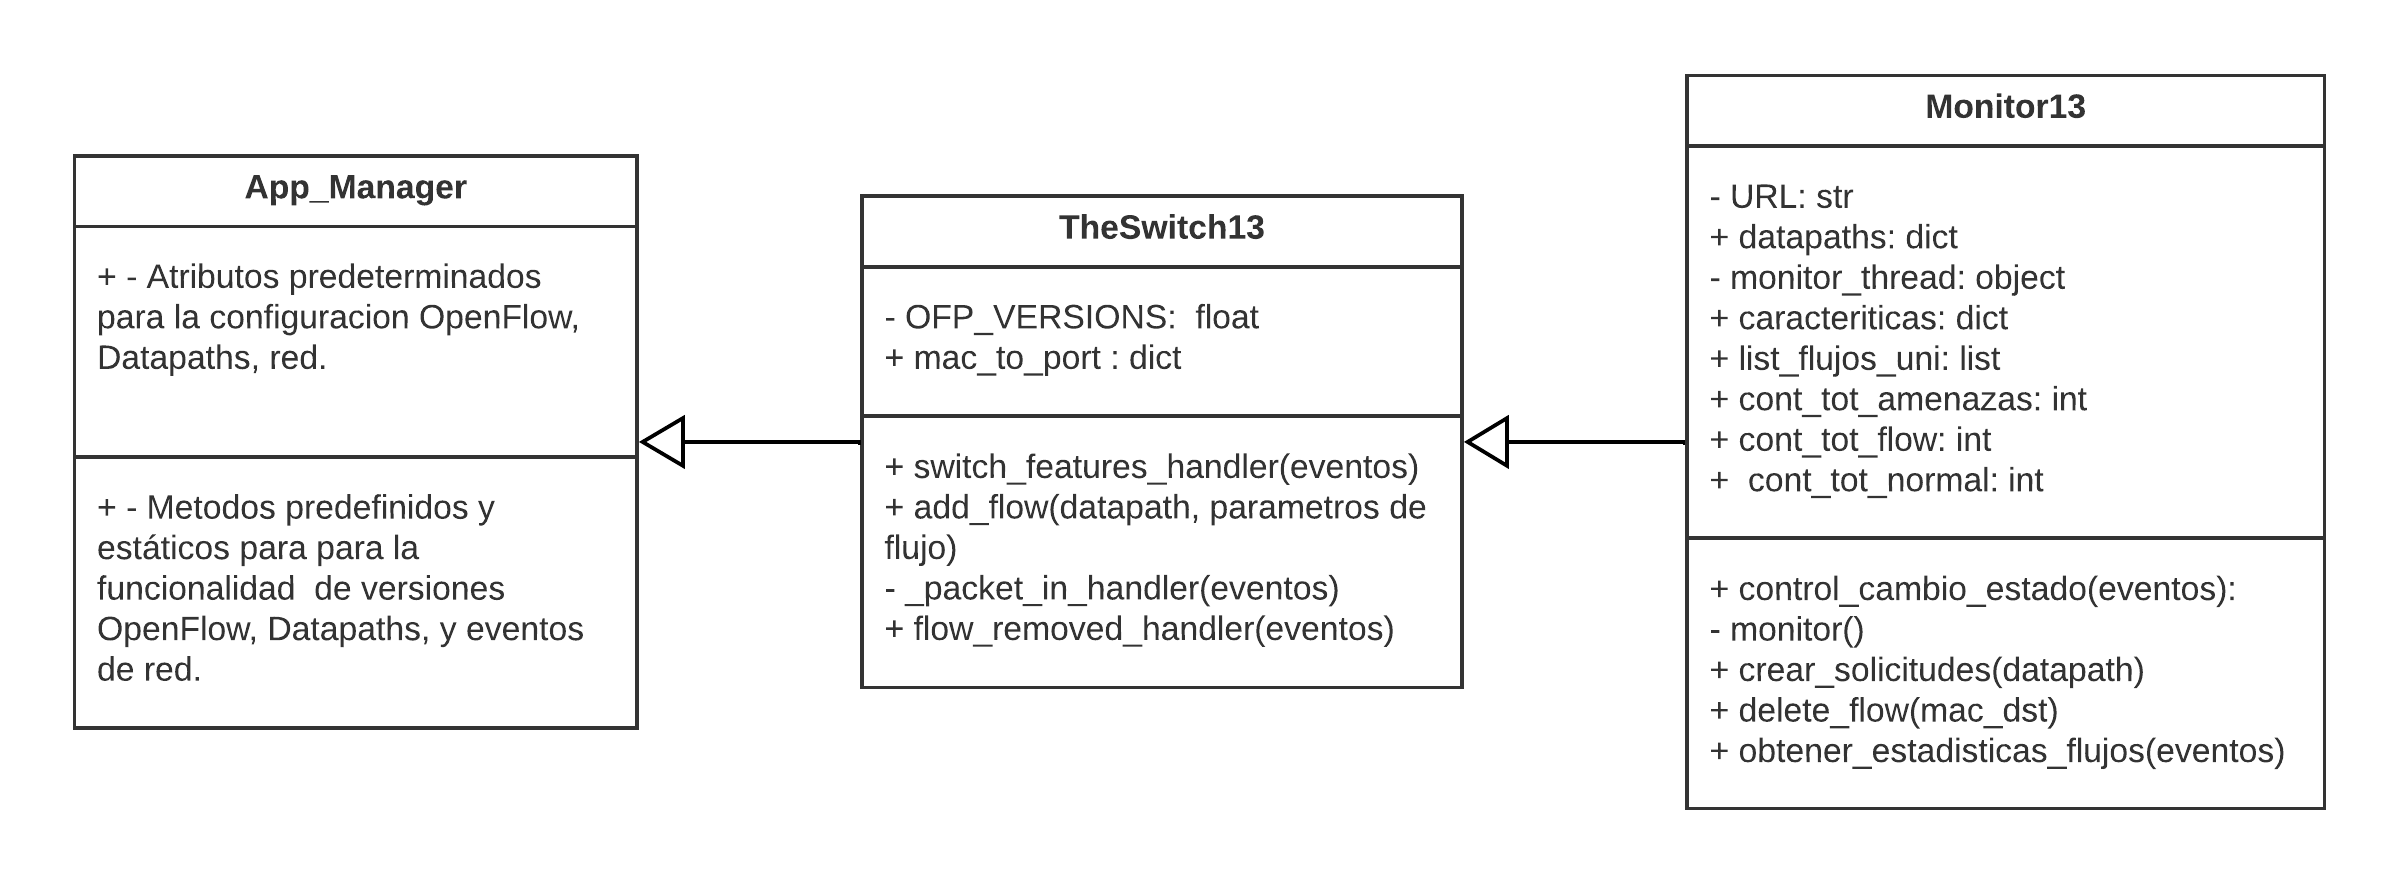 App_Manager
+ - Atributos predeterminados
para la configuracion OpenFlow,
Datapaths, red.
+ - Metodos predefinidos y
estáticos para para la
funcionalidad  de versiones
OpenFlow, Datapaths, y eventos
de red.
TheSwitch13
- OFP_VERSIONS:  float
+ mac_to_port : dict
+ switch_features_handler(eventos)
+ add_flow(datapath, parametros de
flujo)
- _packet_in_handler(eventos)
+ flow_removed_handler(eventos)
Monitor13
- URL: str
+ datapaths: dict
- monitor_thread: object
+ caracteriticas: dict
+ list_flujos_uni: list
+ cont_tot_amenazas: int
+ cont_tot_flow: int
+  cont_tot_normal: int
+ control_cambio_estado(eventos):
- monitor()
+ crear_solicitudes(datapath)
+ delete_flow(mac_dst)
+ obtener_estadisticas_flujos(eventos)